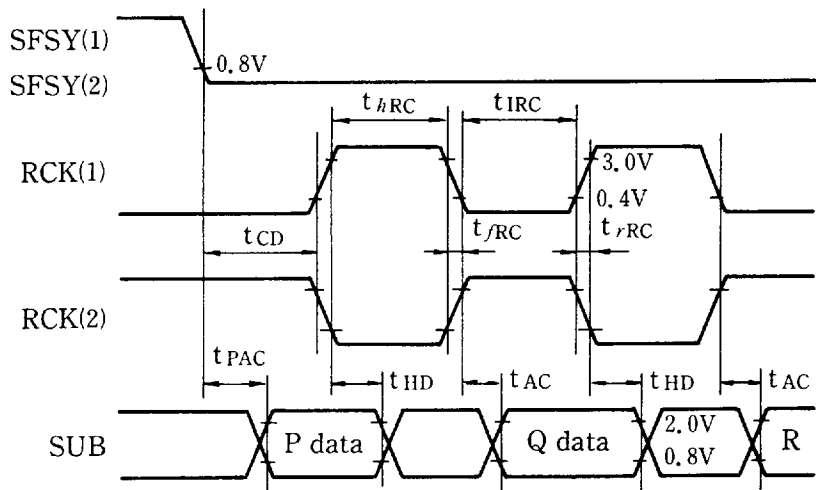 SFSY(1)
0.8V
SFSY(2)
t hRC
t IRC
RCK(1)
3.0V
0.4V
t CD
t fRC
t rRC
RCK(2)
t PAC
t HD
t AC
t HD
t AC
SUB
P data
Q data
2.0V
0.8V
R